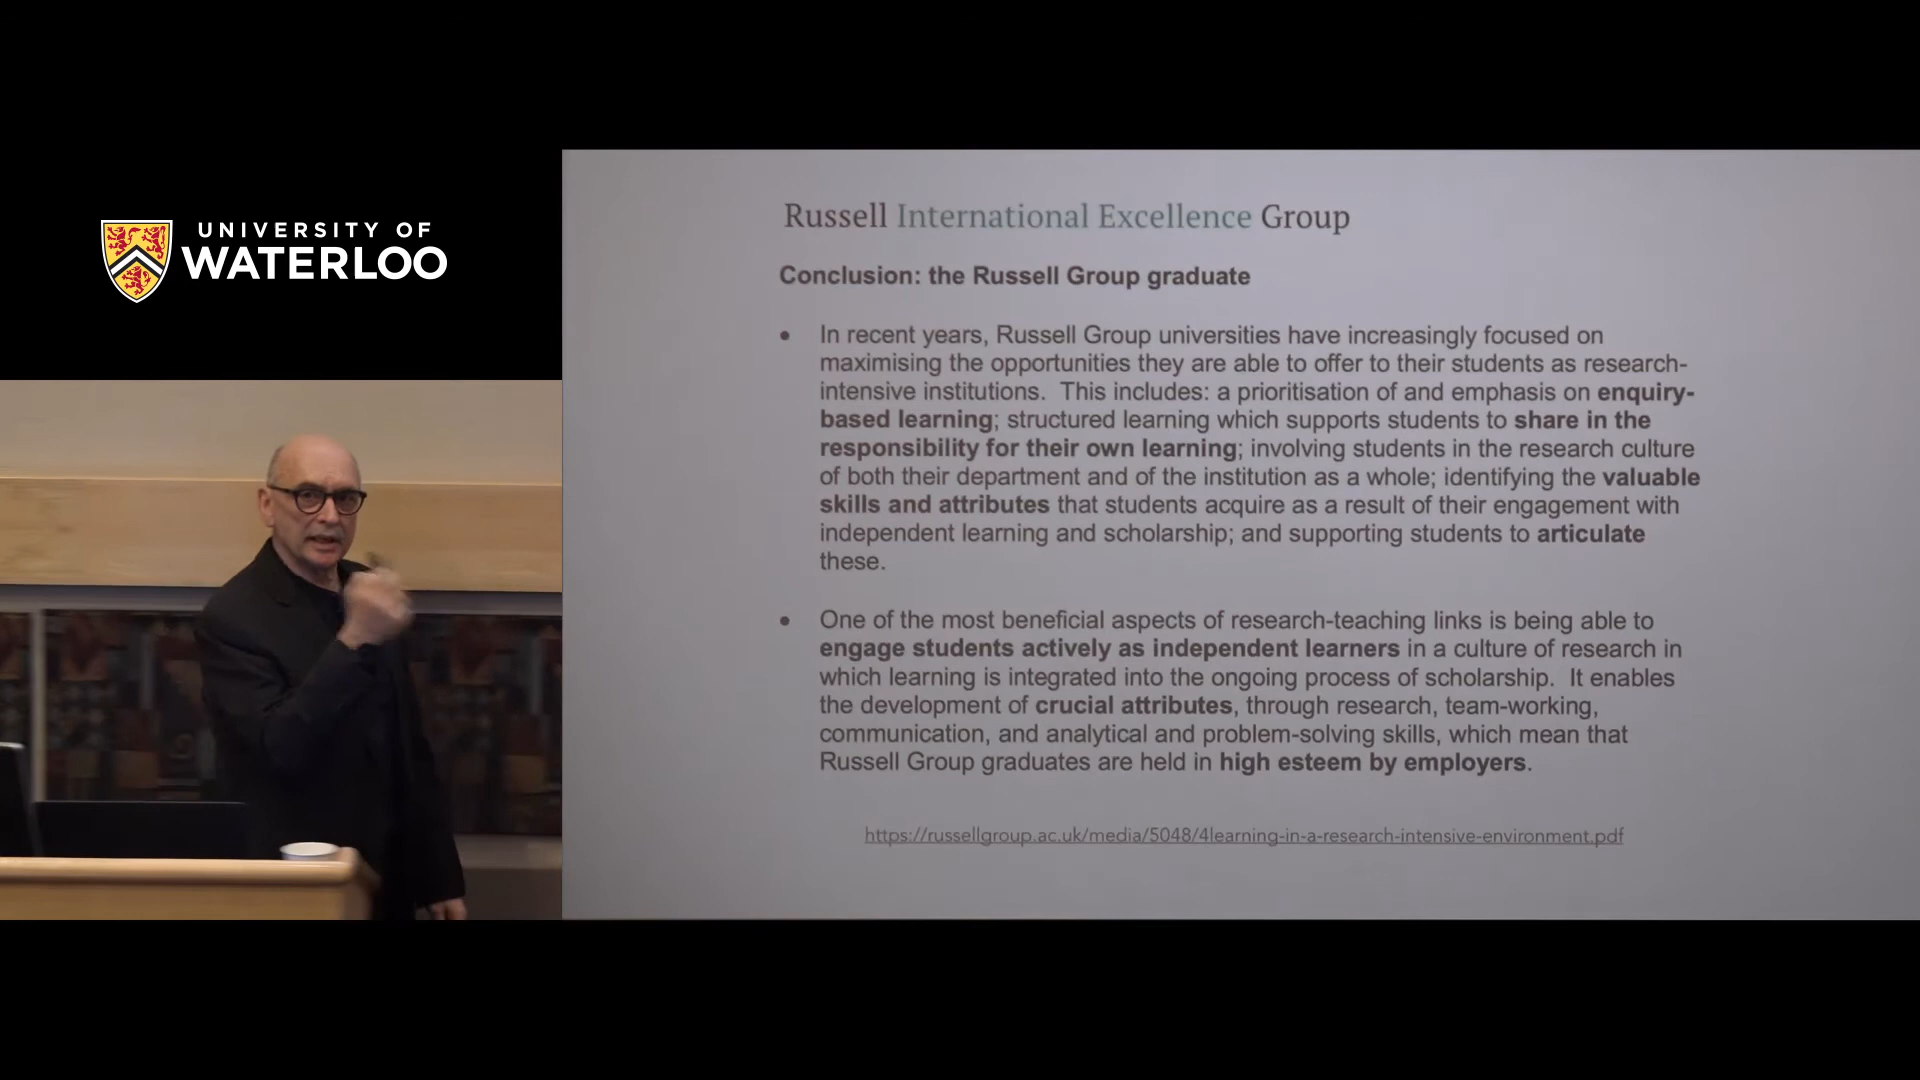 UNIVERSITY OF
WATERLOO
Russell International Excellence Group
Conclusion: the Russell Group graduate
• In recent years, Russell Group universities have increasingly focused on
maximising the opportunities they are able to offer to their students as research-
intensive institutions.  This includes: a prioritisation of and emphasis on enquiry-
based learning; structured learning which supports students to share in the
responsibility for their own learning; involving students in the research culture
of both their department and of the institution as a whole; identifying the valuable
skills and attributes that students acquire as a result of their engagement with
independent learning and scholarship; and supporting students to articulate
these.
• One of the most beneficial aspects of research-teaching links is being able to
engage students actively as independent learners in a culture of research in
which learning is integrated into the ongoing process of scholarship.  It enables
the development of crucial attributes, through research, team-working,
communication, and analytical and problem-solving skills, which mean that
Russell Group graduates are held in high esteem by employers.
https://russellgroup.ac.uk/media/5048/4learning-in-a-research-intensive-environment.pdf